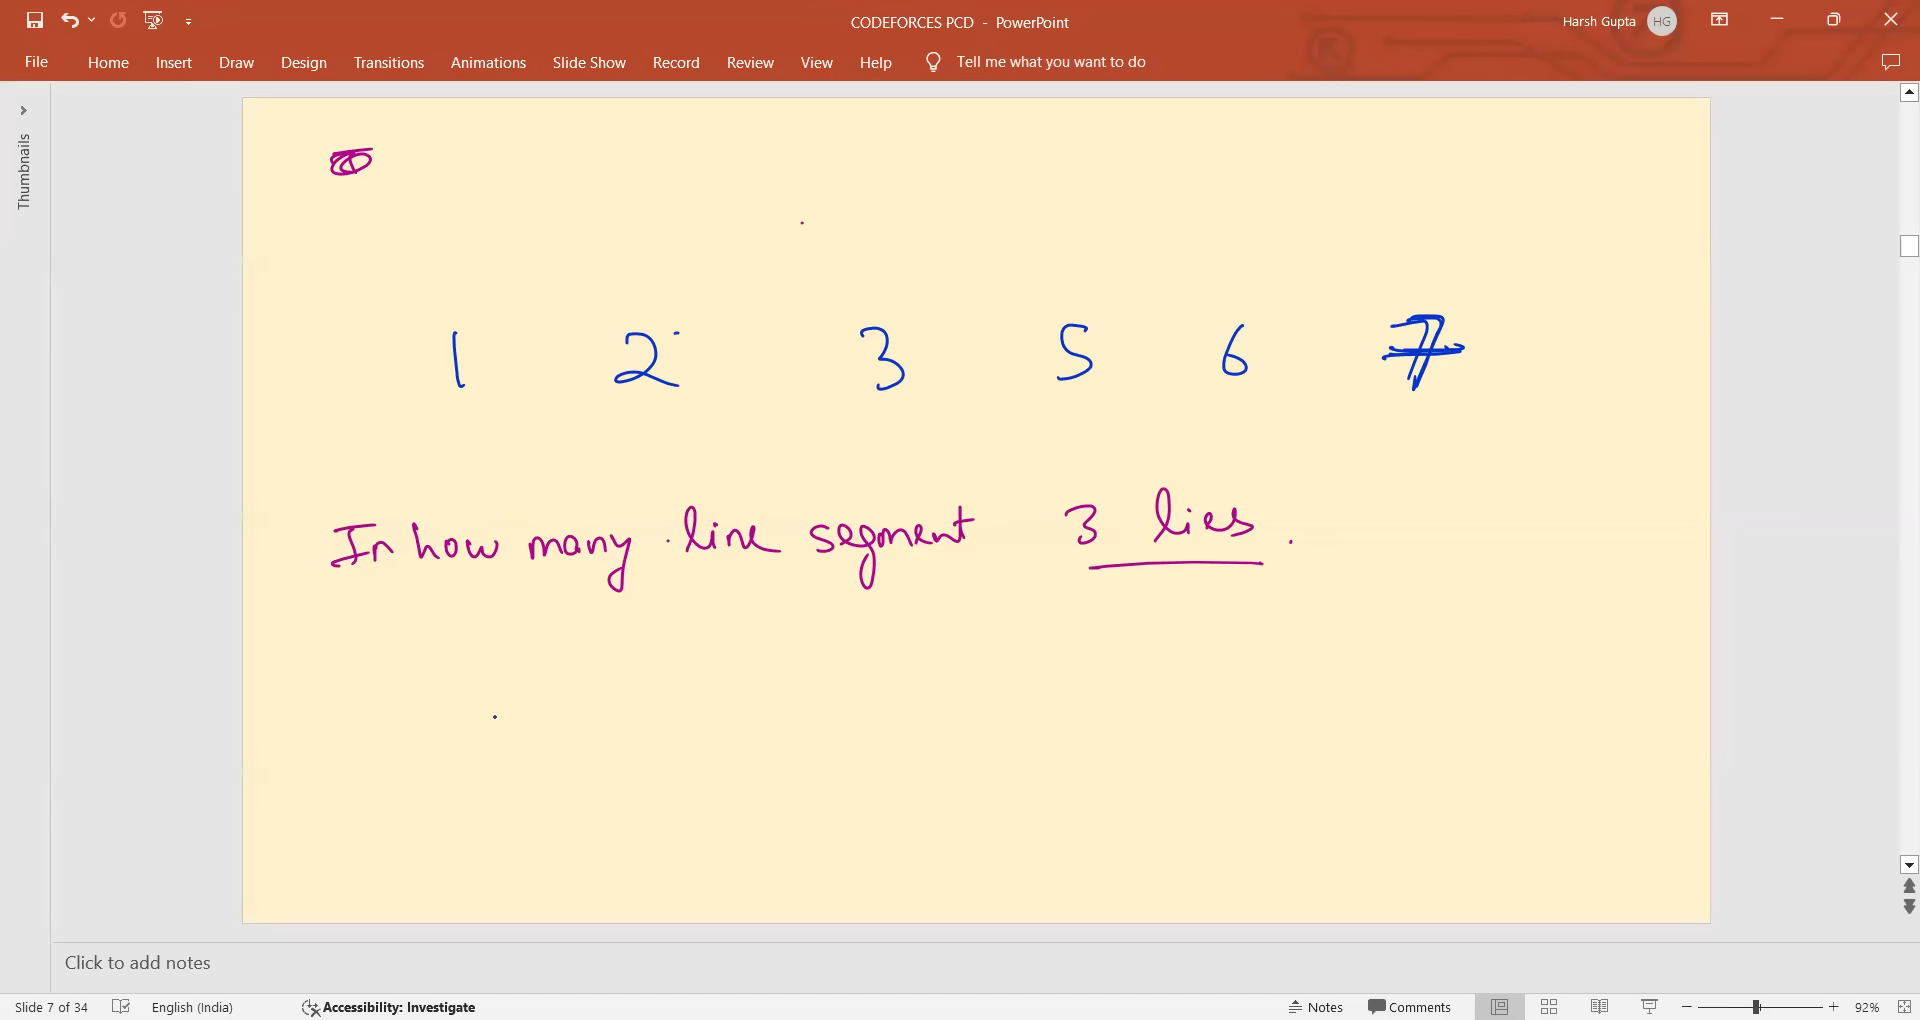 CODEFORCES PCD - PowerPoint
Harsh Gupta HG
File Home Insert Draw Design Transitions Animations Slide Show Record Review View Help Tell me what you want to do
Thumbnails
1 2 3 5 6 7
In how many line segment 3 lies.
Click to add notes
Slide 7 of 34 English (India) Accessibility: Investigate Notes Comments 92%